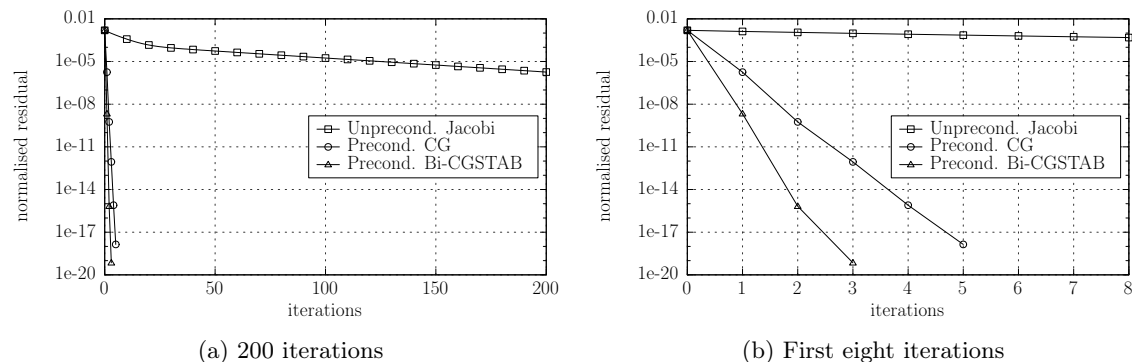 normalised residual
0.01
1e-05
1e-08
1e-11
1e-14
1e-17
1e-20
0
50
100
150
200
iterations
Unprecond. Jacobi
Precond. CG
Precond. Bi-CGSTAB
(a) 200 iterations
normalised residual
0.01
1e-05
1e-08
1e-11
1e-14
1e-17
1e-20
0
1
2
3
4
5
6
7
8
iterations
Unprecond. Jacobi
Precond. CG
Precond. Bi-CGSTAB
(b) First eight iterations